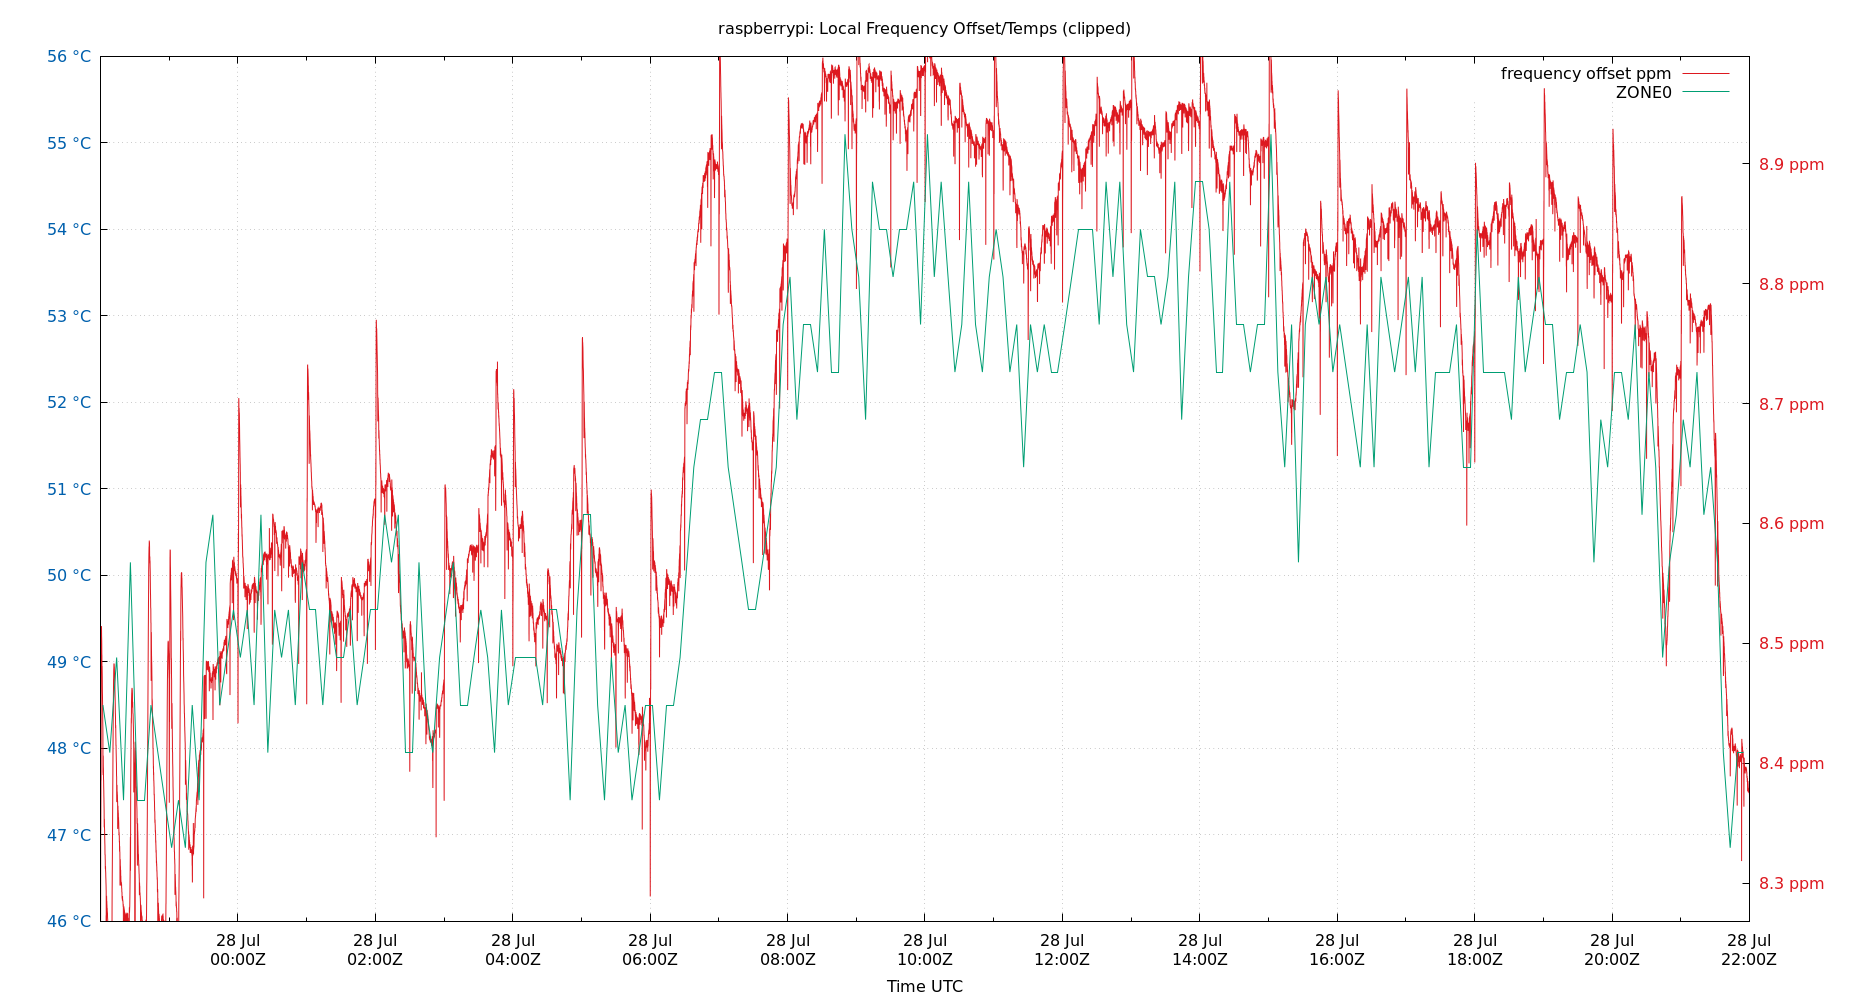 raspberrypi: Local Frequency Offset/Temps (clipped)
56 °C
55 °C
54 °C
53 °C
52 °C
51 °C
50 °C
49 °C
48 °C
47 °C
46 °C
frequency offset ppm
ZONE0
8.9 ppm
8.8 ppm
8.7 ppm
8.6 ppm
8.5 ppm
8.4 ppm
8.3 ppm
28 Jul 28 Jul 28 Jul 28 Jul 28 Jul 28 Jul 28 Jul 28 Jul 28 Jul 28 Jul 28 Jul 28 Jul
00:00Z 02:00Z 04:00Z 06:00Z 08:00Z 10:00Z 12:00Z 14:00Z 16:00Z 18:00Z 20:00Z 22:00Z
Time UTC